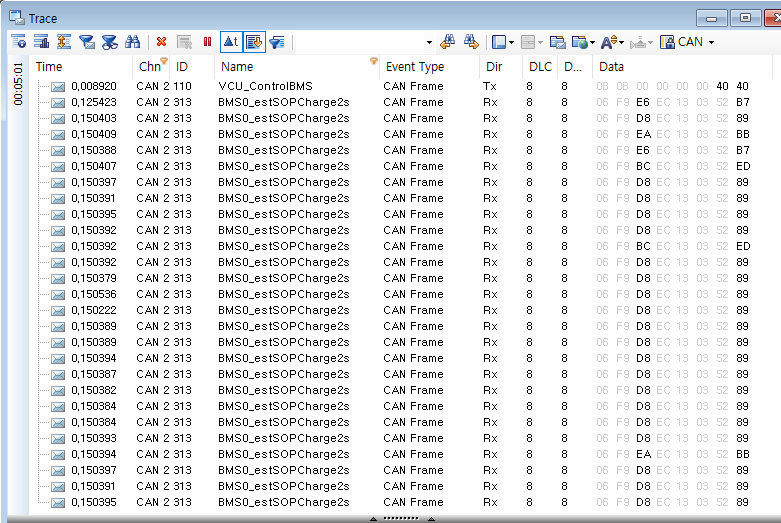 Trace
CAN
00:05:01
Time Chn ID Name Event Type Dir DLC D... Data
0,008920 CAN 2 110 VCU_ControlBMS CAN Frame Tx 8 8 0B 0B 00 00 00 00 40 40
0,125423 CAN 2 313 BMS0_estSOPCharge2s CAN Frame Rx 8 8 06 F9 E6 EC 13 03 52 B7
0,150403 CAN 2 313 BMS0_estSOPCharge2s CAN Frame Rx 8 8 06 F9 D8 EC 13 03 52 89
0,150409 CAN 2 313 BMS0_estSOPCharge2s CAN Frame Rx 8 8 06 F9 EA EC 13 03 52 BB
0,150388 CAN 2 313 BMS0_estSOPCharge2s CAN Frame Rx 8 8 06 F9 E6 EC 13 03 52 B7
0,150407 CAN 2 313 BMS0_estSOPCharge2s CAN Frame Rx 8 8 06 F9 BC EC 13 03 52 ED
0,150397 CAN 2 313 BMS0_estSOPCharge2s CAN Frame Rx 8 8 06 F9 D8 EC 13 03 52 89
0,150391 CAN 2 313 BMS0_estSOPCharge2s CAN Frame Rx 8 8 06 F9 D8 EC 13 03 52 89
0,150395 CAN 2 313 BMS0_estSOPCharge2s CAN Frame Rx 8 8 06 F9 D8 EC 13 03 52 89
0,150392 CAN 2 313 BMS0_estSOPCharge2s CAN Frame Rx 8 8 06 F9 D8 EC 13 03 52 89
0,150392 CAN 2 313 BMS0_estSOPCharge2s CAN Frame Rx 8 8 06 F9 BC EC 13 03 52 ED
0,150392 CAN 2 313 BMS0_estSOPCharge2s CAN Frame Rx 8 8 06 F9 D8 EC 13 03 52 89
0,150379 CAN 2 313 BMS0_estSOPCharge2s CAN Frame Rx 8 8 06 F9 D8 EC 13 03 52 89
0,150536 CAN 2 313 BMS0_estSOPCharge2s CAN Frame Rx 8 8 06 F9 D8 EC 13 03 52 89
0,150222 CAN 2 313 BMS0_estSOPCharge2s CAN Frame Rx 8 8 06 F9 D8 EC 13 03 52 89
0,150389 CAN 2 313 BMS0_estSOPCharge2s CAN Frame Rx 8 8 06 F9 D8 EC 13 03 52 89
0,150389 CAN 2 313 BMS0_estSOPCharge2s CAN Frame Rx 8 8 06 F9 D8 EC 13 03 52 89
0,150394 CAN 2 313 BMS0_estSOPCharge2s CAN Frame Rx 8 8 06 F9 D8 EC 13 03 52 89
0,150387 CAN 2 313 BMS0_estSOPCharge2s CAN Frame Rx 8 8 06 F9 D8 EC 13 03 52 89
0,150382 CAN 2 313 BMS0_estSOPCharge2s CAN Frame Rx 8 8 06 F9 D8 EC 13 03 52 89
0,150384 CAN 2 313 BMS0_estSOPCharge2s CAN Frame Rx 8 8 06 F9 D8 EC 13 03 52 89
0,150384 CAN 2 313 BMS0_estSOPCharge2s CAN Frame Rx 8 8 06 F9 D8 EC 13 03 52 89
0,150393 CAN 2 313 BMS0_estSOPCharge2s CAN Frame Rx 8 8 06 F9 D8 EC 13 03 52 89
0,150394 CAN 2 313 BMS0_estSOPCharge2s CAN Frame Rx 8 8 06 F9 EA EC 13 03 52 BB
0,150397 CAN 2 313 BMS0_estSOPCharge2s CAN Frame Rx 8 8 06 F9 D8 EC 13 03 52 89
0,150391 CAN 2 313 BMS0_estSOPCharge2s CAN Frame Rx 8 8 06 F9 D8 EC 13 03 52 89
0,150395 CAN 2 313 BMS0_estSOPCharge2s CAN Frame Rx 8 8 06 F9 D8 EC 13 03 52 89